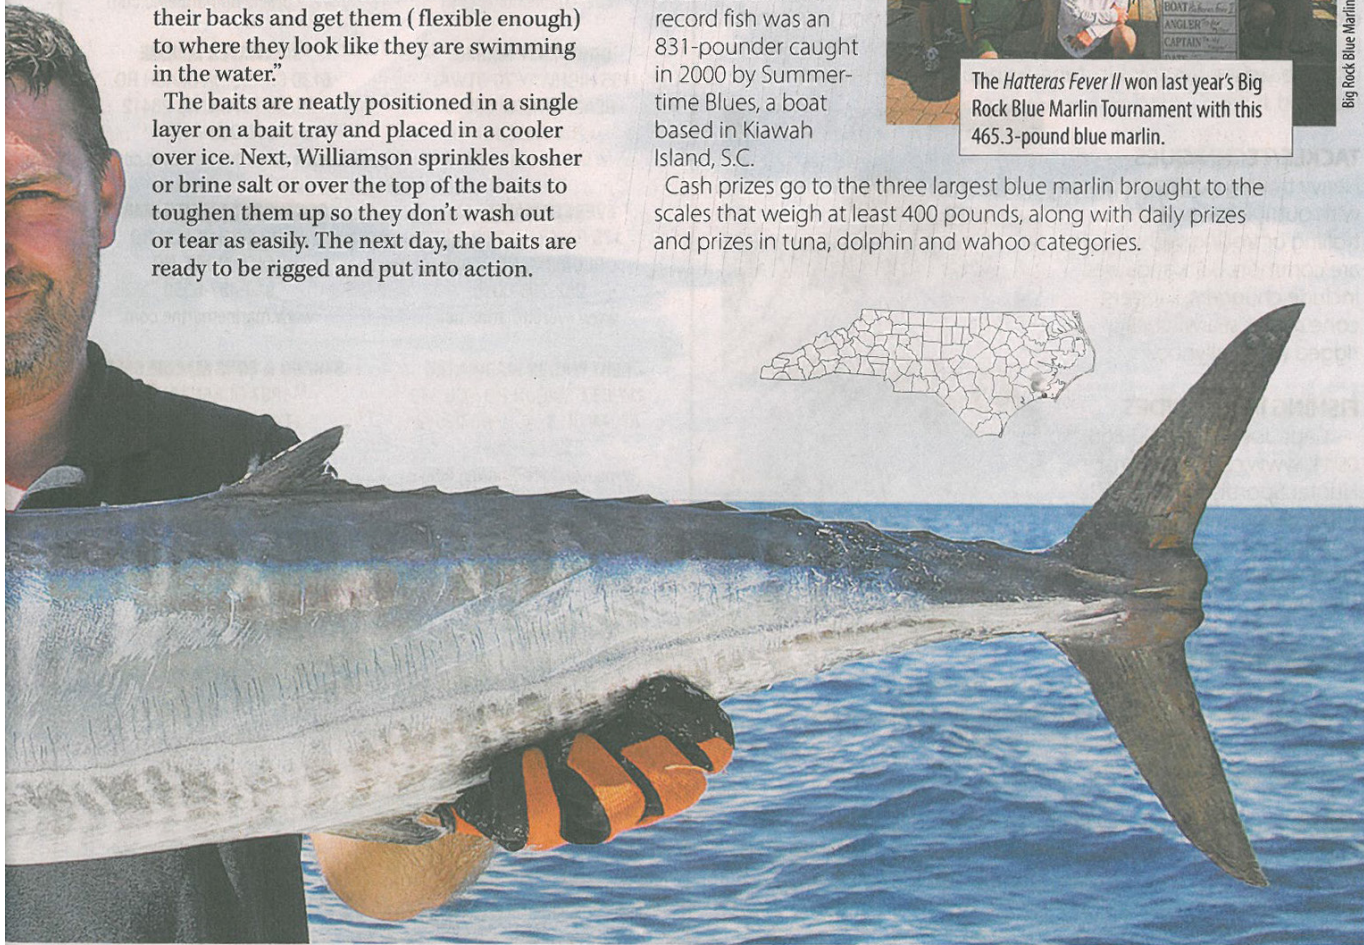 their backs and get them ( flexible enough)
to where they look like they are swimming
in the water.”
The baits are neatly positioned in a single
layer on a bait tray and placed in a cooler
over ice. Next, Williamson sprinkles kosher
or brine salt or over the top of the baits to
toughen them up so they don’t wash out
or tear as easily. The next day, the baits are
ready to be rigged and put into action.
record fish was an
831-pounder caught
in 2000 by Summer-
time Blues, a boat
based in Kiawah
Island, S.C.
Cash prizes go to the three largest blue marlin brought to the
scales that weigh at least 400 pounds, along with daily prizes
and prizes in tuna, dolphin and wahoo categories.
BOAT
ANGLER
CAPTAIN
The Hatteras Fever II won last year’s Big
Rock Blue Marlin Tournament with this
465.3-pound blue marlin.
Big Rock Blue Marlin